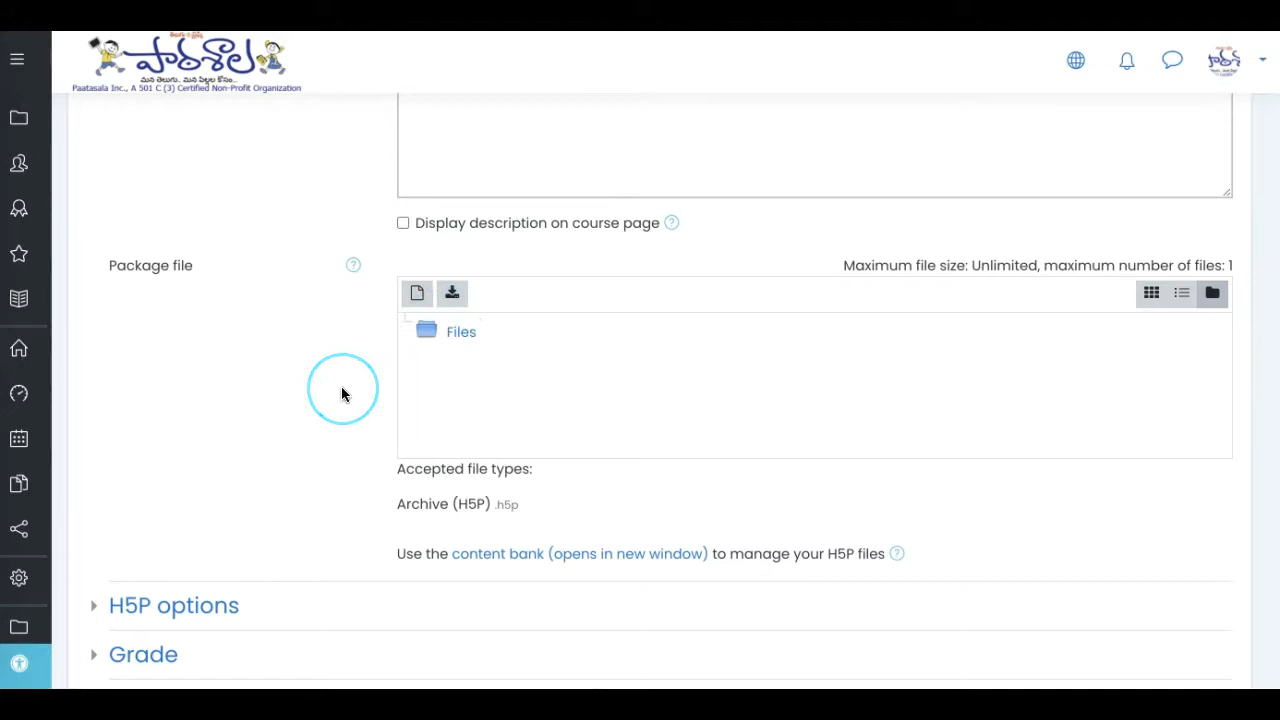 తెలుగు టైమ్స్
పాఠశాల
మన తెలుగు.. మన పిల్లల కోసం...
Paatasala Inc., A 501 C (3) Certified Non-Profit Organization
Display description on course page
Package file
Maximum file size: Unlimited, maximum number of files: 1
Files
Accepted file types:
Archive (H5P) .h5p
Use the content bank (opens in new window) to manage your H5P files
H5P options
Grade